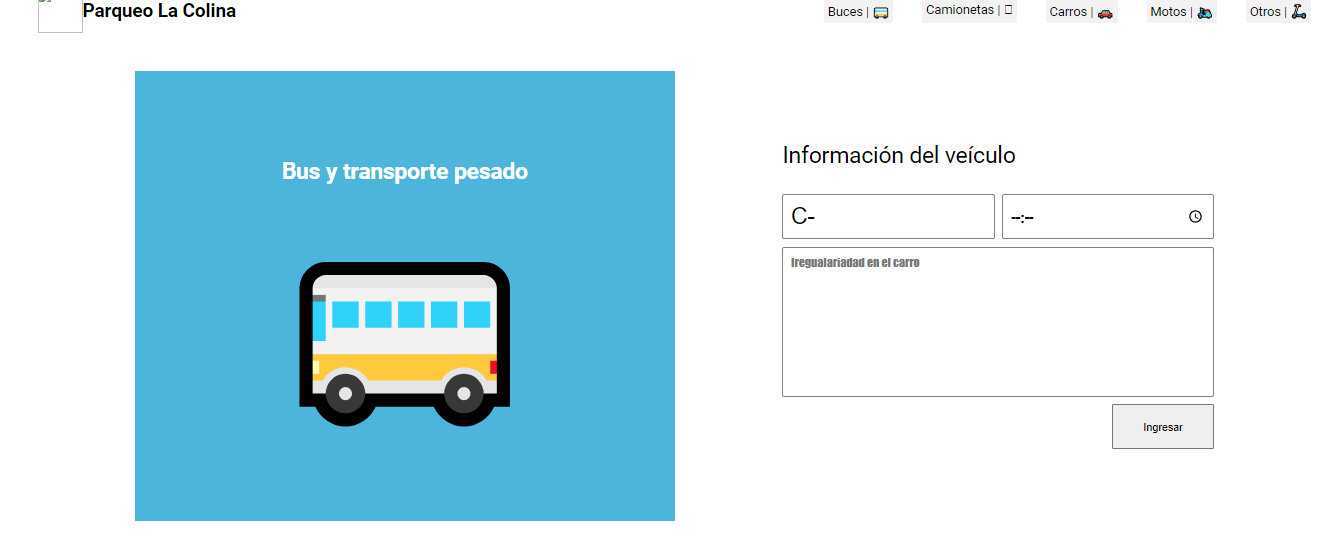 Parqueo La Colina
Buces |
Camionetas |
Carros |
Motos |
Otros |
Bus y transporte pesado
Información del veículo
C-
--:--
Iregualariadad en el carro
Ingresar